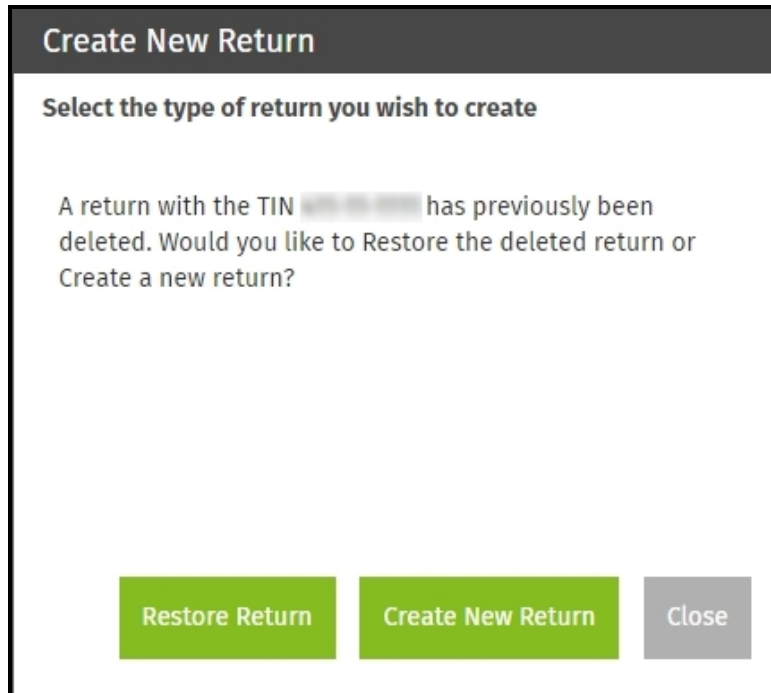 Create New Return
Select the type of return you wish to create
A return with the TIN has previously been
deleted. Would you like to Restore the deleted return or
Create a new return?
Restore Return
Create New Return
Close